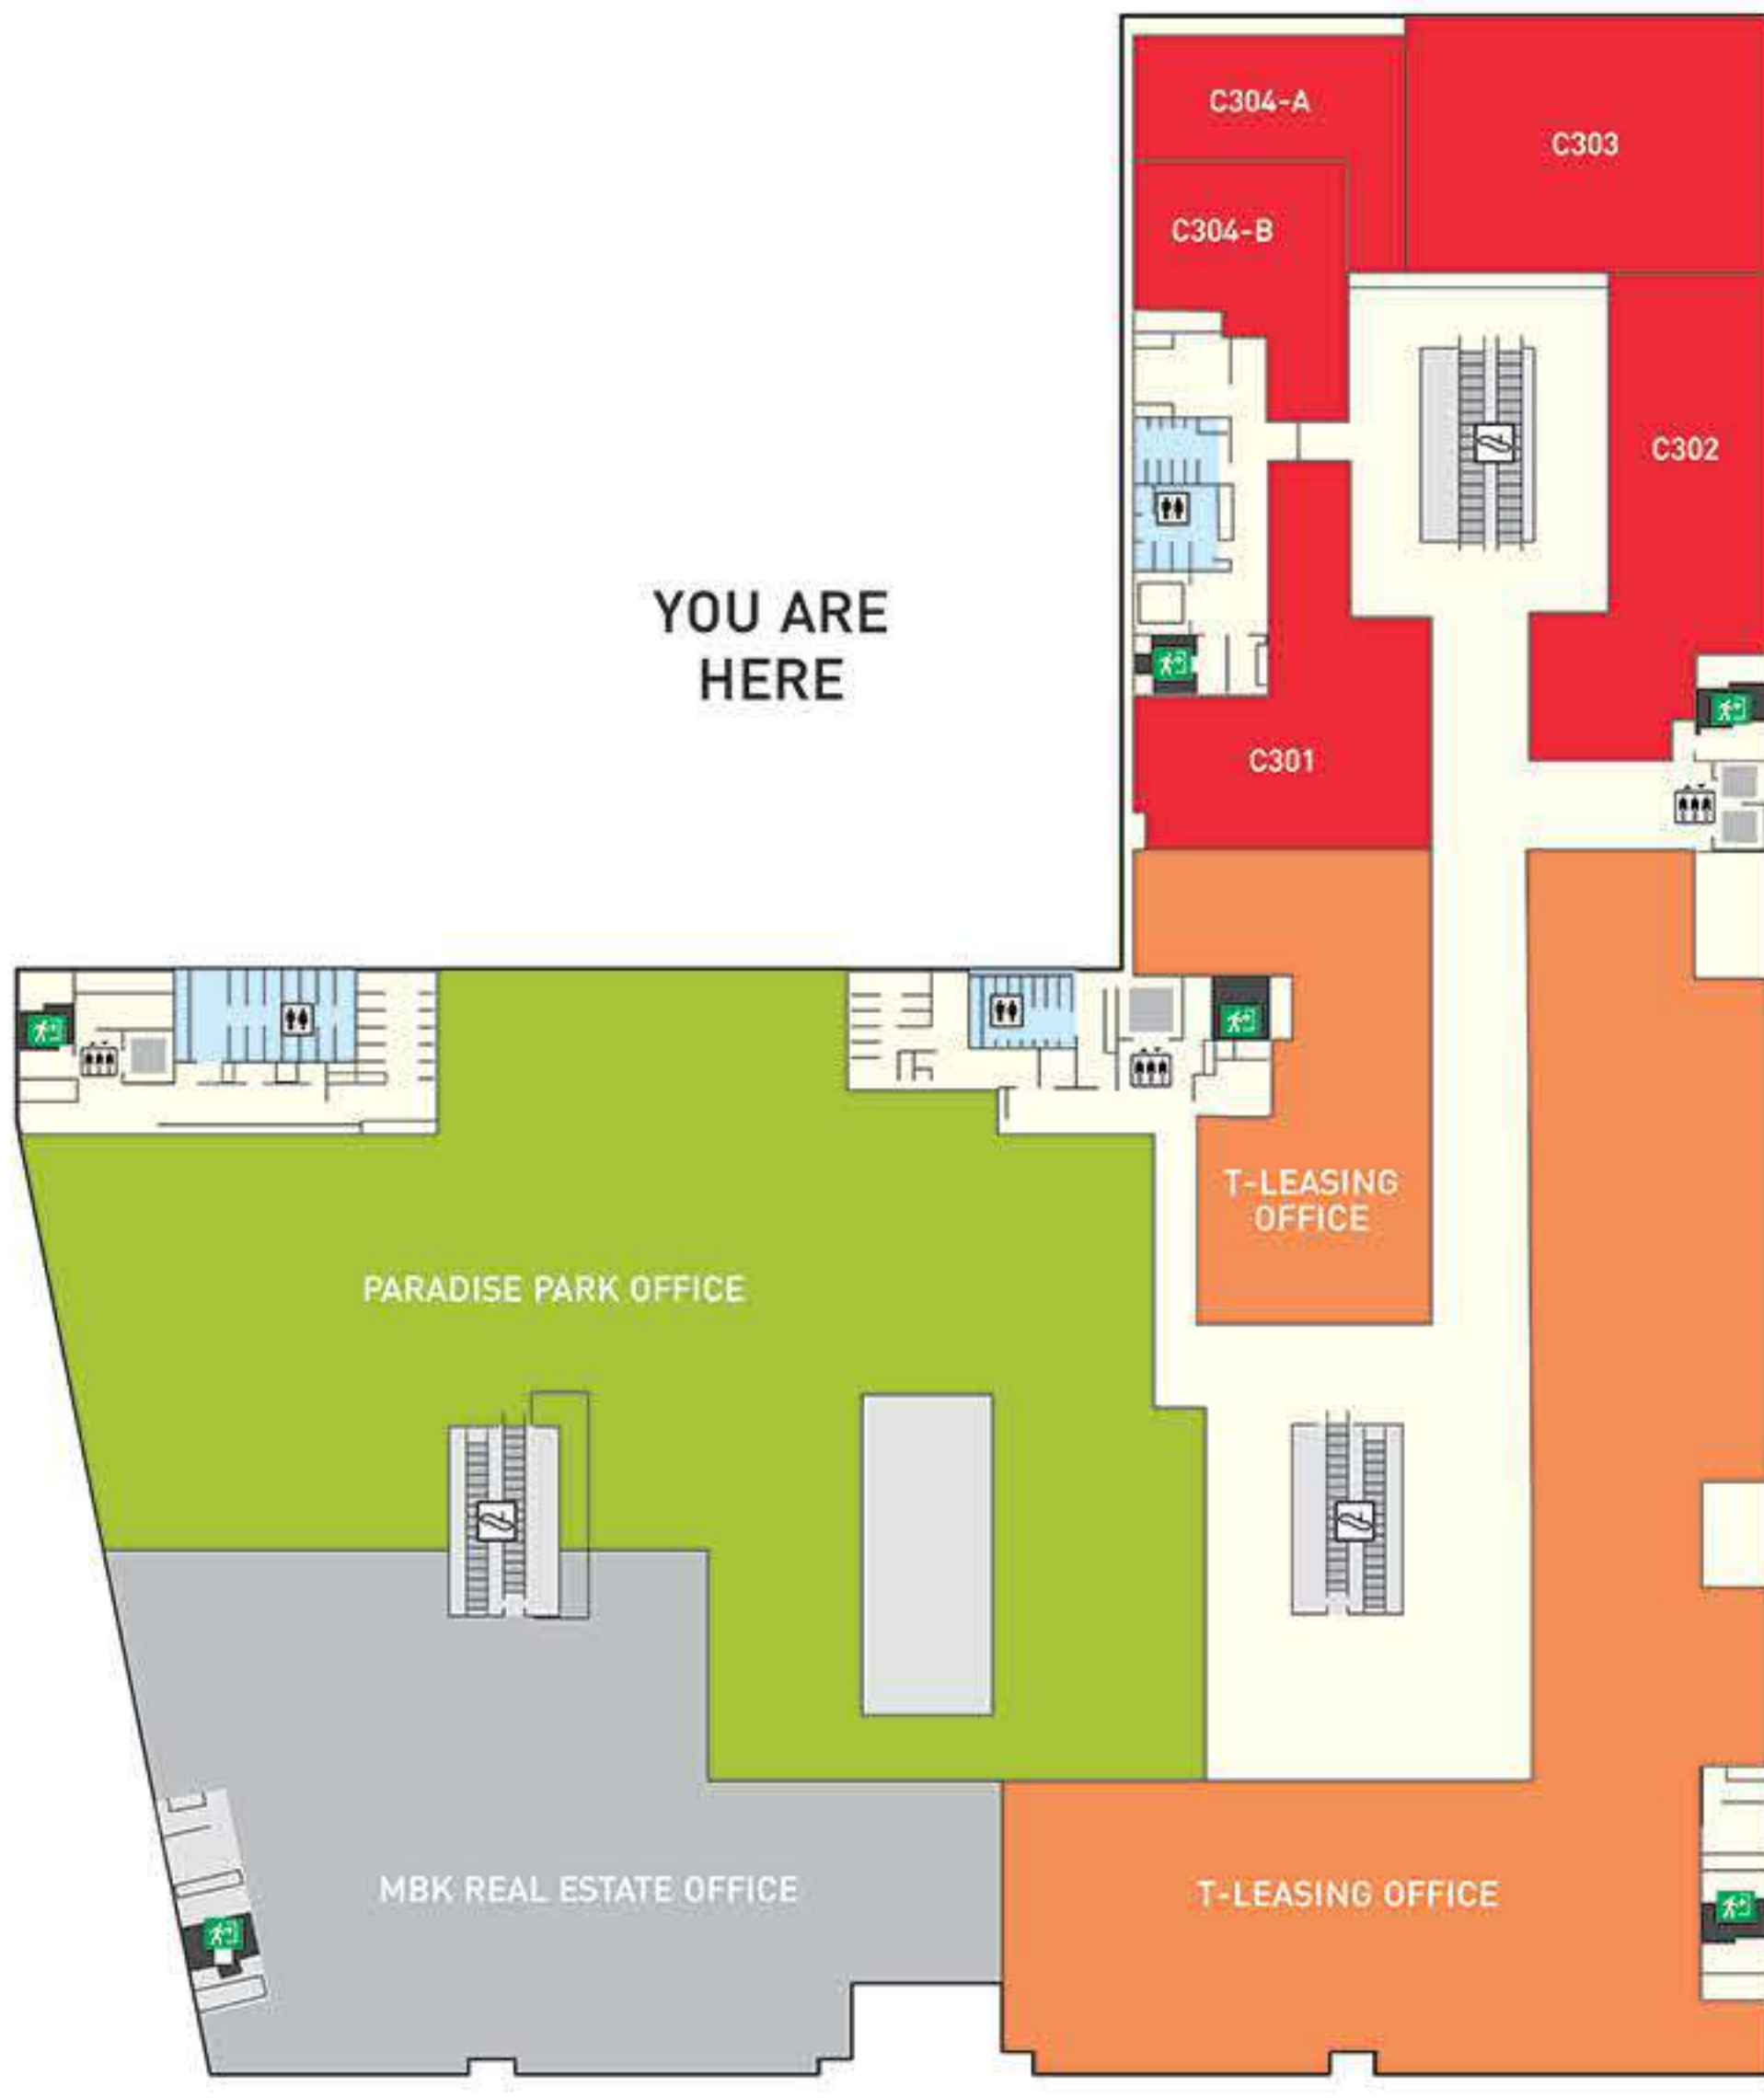 C304-A
C303
C304-B
C302
YOU ARE
HERE
C301
T-LEASING
OFFICE
PARADISE PARK OFFICE
MBK REAL ESTATE OFFICE
T-LEASING OFFICE